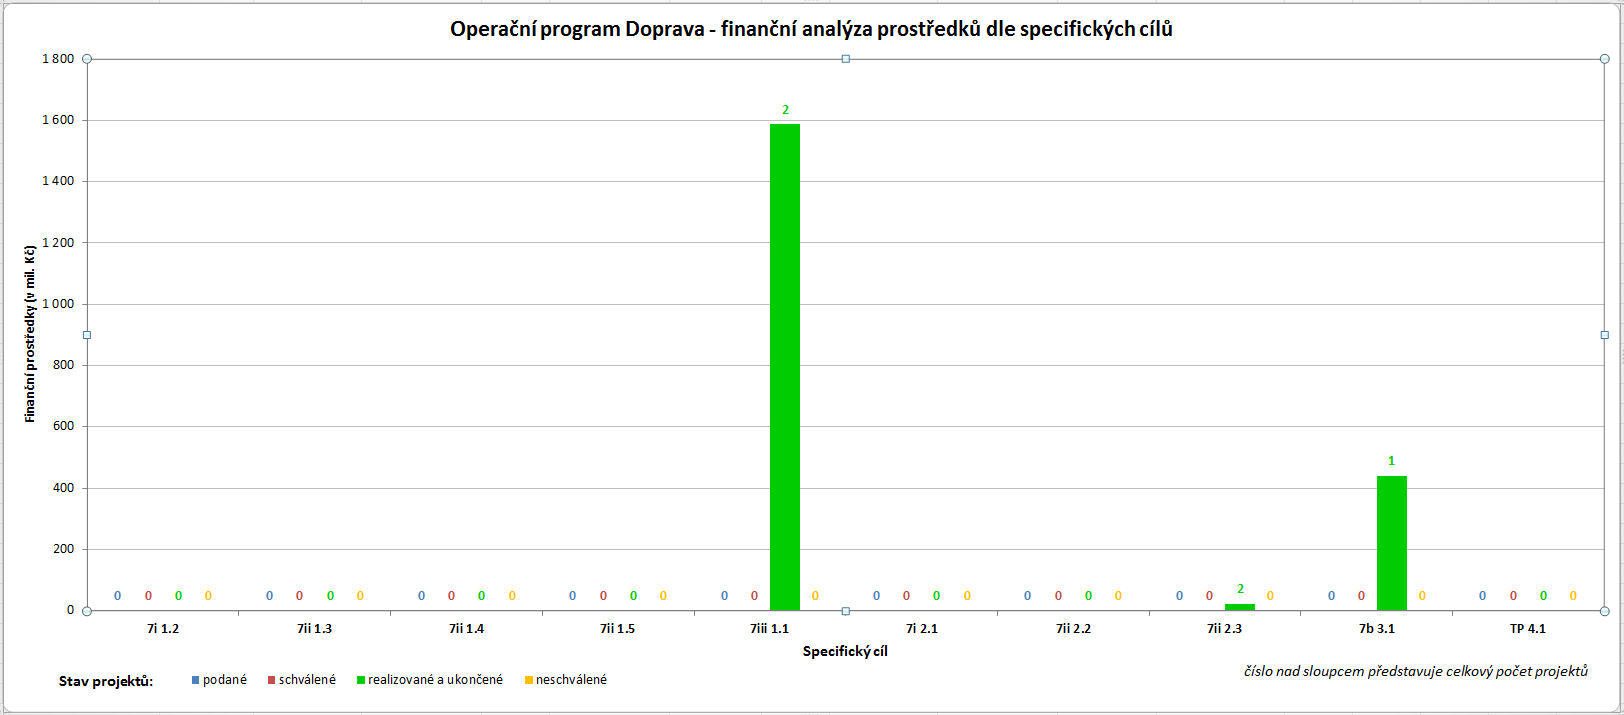 Operační program Doprava - finanční analýza prostředků dle specifických cílů
Finanční prostředky (v mil. Kč)
1 800
1 600
1 400
1 200
1 000
800
600
400
200
0
2
1
2
0 0 0 0 0 0 0 0 0 0 0 0 0 0 0 0 0 0 0 0 0 0 0 0 0 0 0 0 0 0 0 0 0 0 0 0 0
7i 1.2 7ii 1.3 7ii 1.4 7ii 1.5 7iii 1.1 7i 2.1 7ii 2.2 7ii 2.3 7b 3.1 TP 4.1
Specifický cíl
číslo nad sloupcem představuje celkový počet projektů
Stav projektů: podané schválené realizované a ukončené neschválené